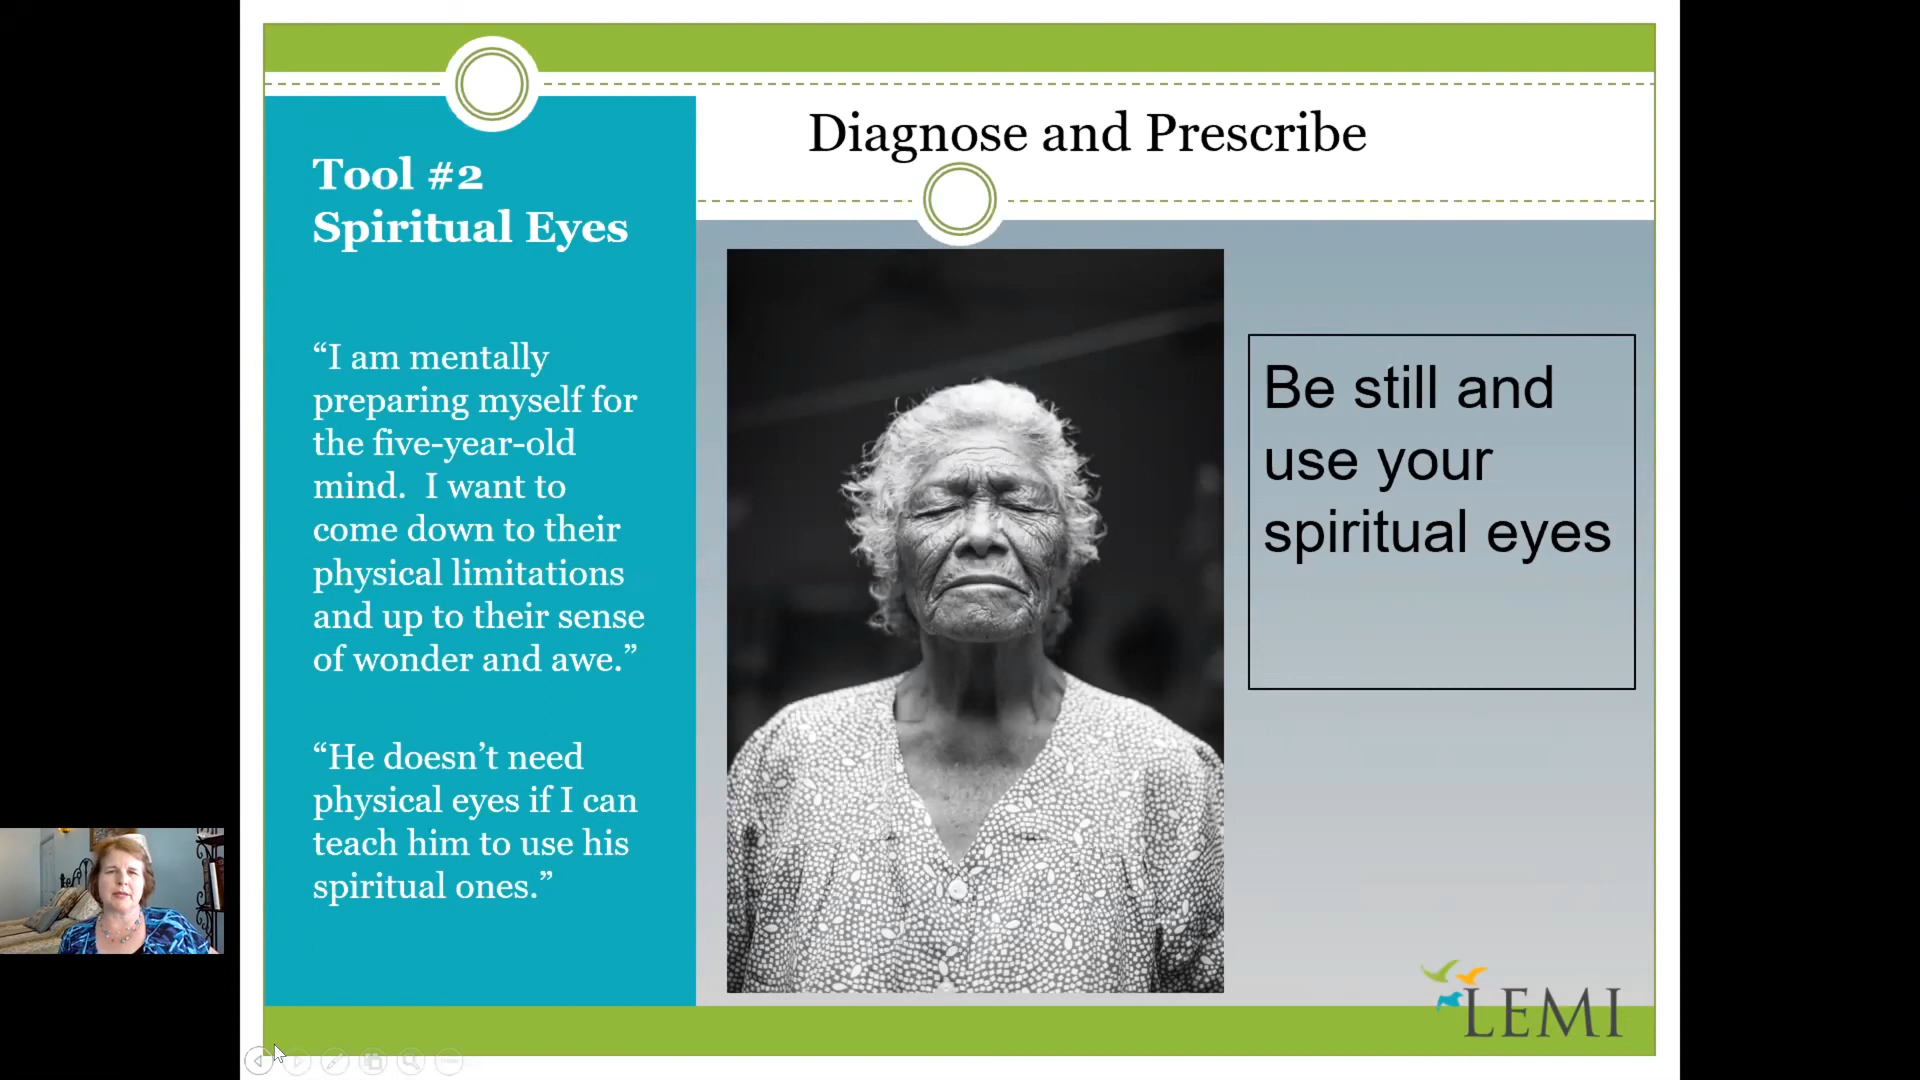 Diagnose and Prescribe
Tool #2
Spiritual Eyes
“I am mentally
preparing myself for
the five-year-old
mind.  I want to
come down to their
physical limitations
and up to their sense
of wonder and awe.”
“He doesn’t need
physical eyes if I can
teach him to use his
spiritual ones.”
Be still and
use your
spiritual eyes
LEMI